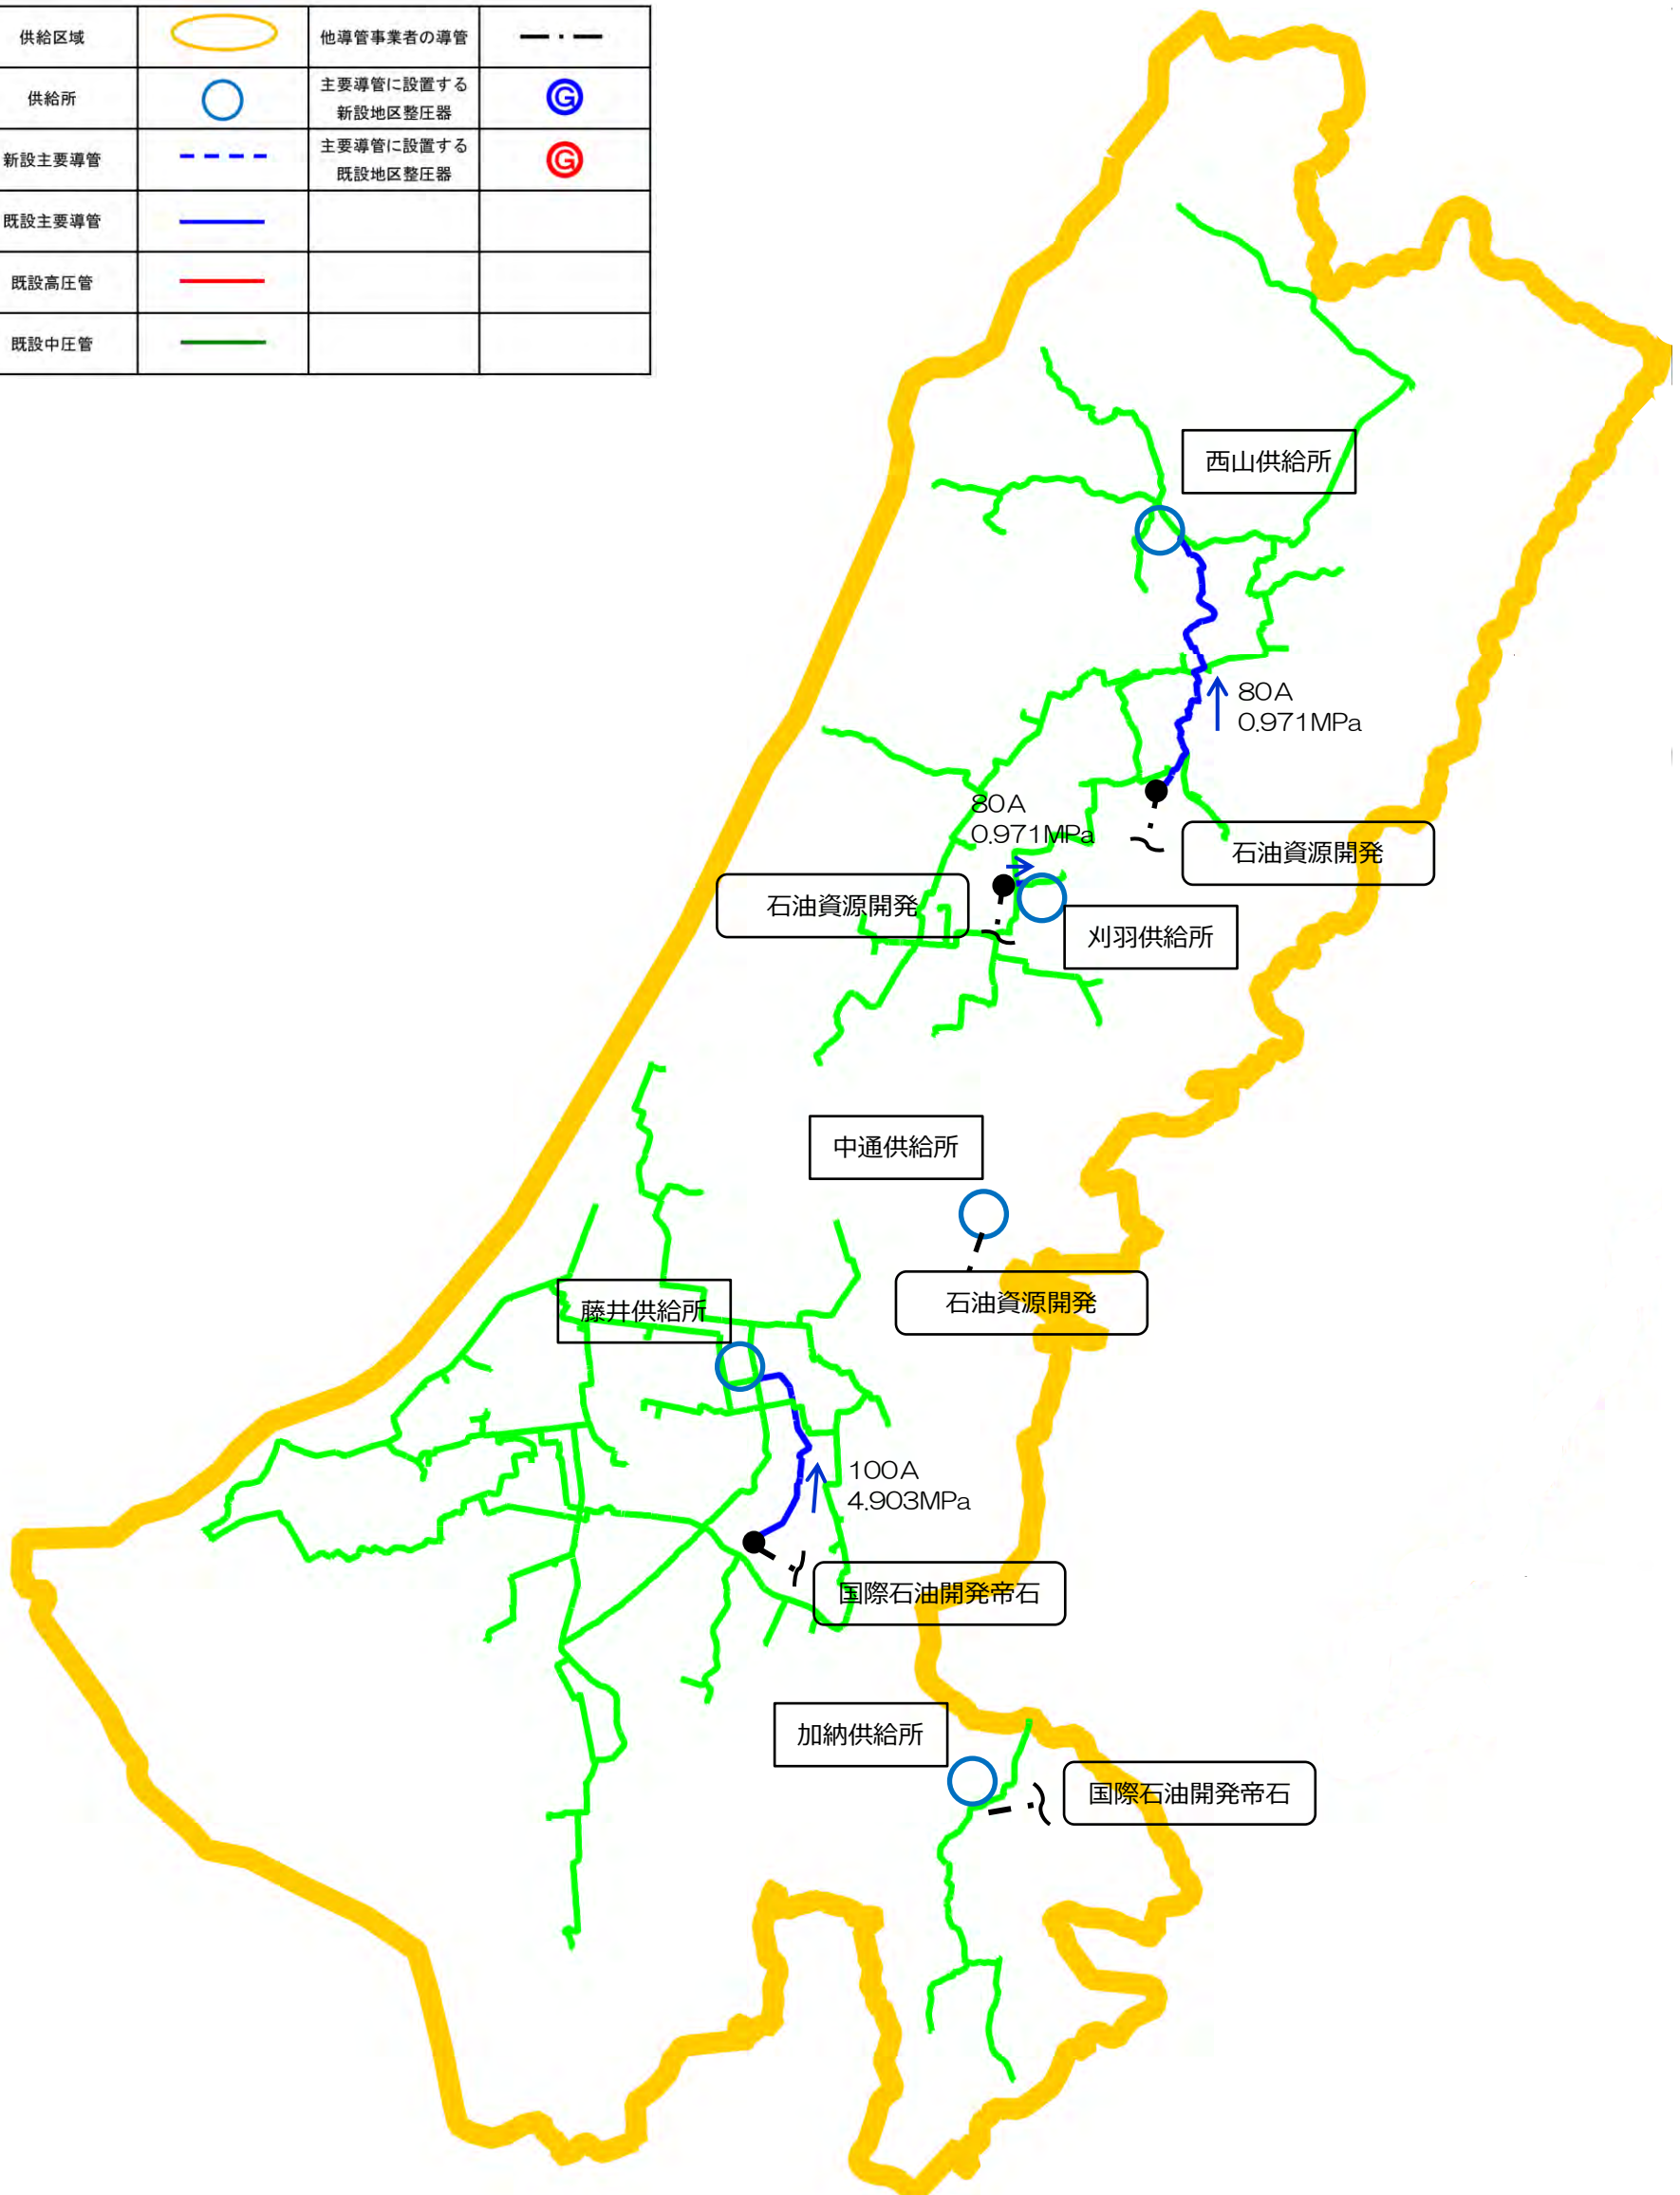 供給区域
他導管事業者の導管
供給所
主要導管に設置する
新設地区整圧器
G
新設主要導管
主要導管に設置する
既設地区整圧器
G
既設主要導管
既設高圧管
既設中圧管
西山供給所
80A
0.971MPa
80A
0.971MPa
石油資源開発
石油資源開発
刈羽供給所
中通供給所
石油資源開発
藤井供給所
100A
4.903MPa
国際石油開発帝石
加納供給所
国際石油開発帝石